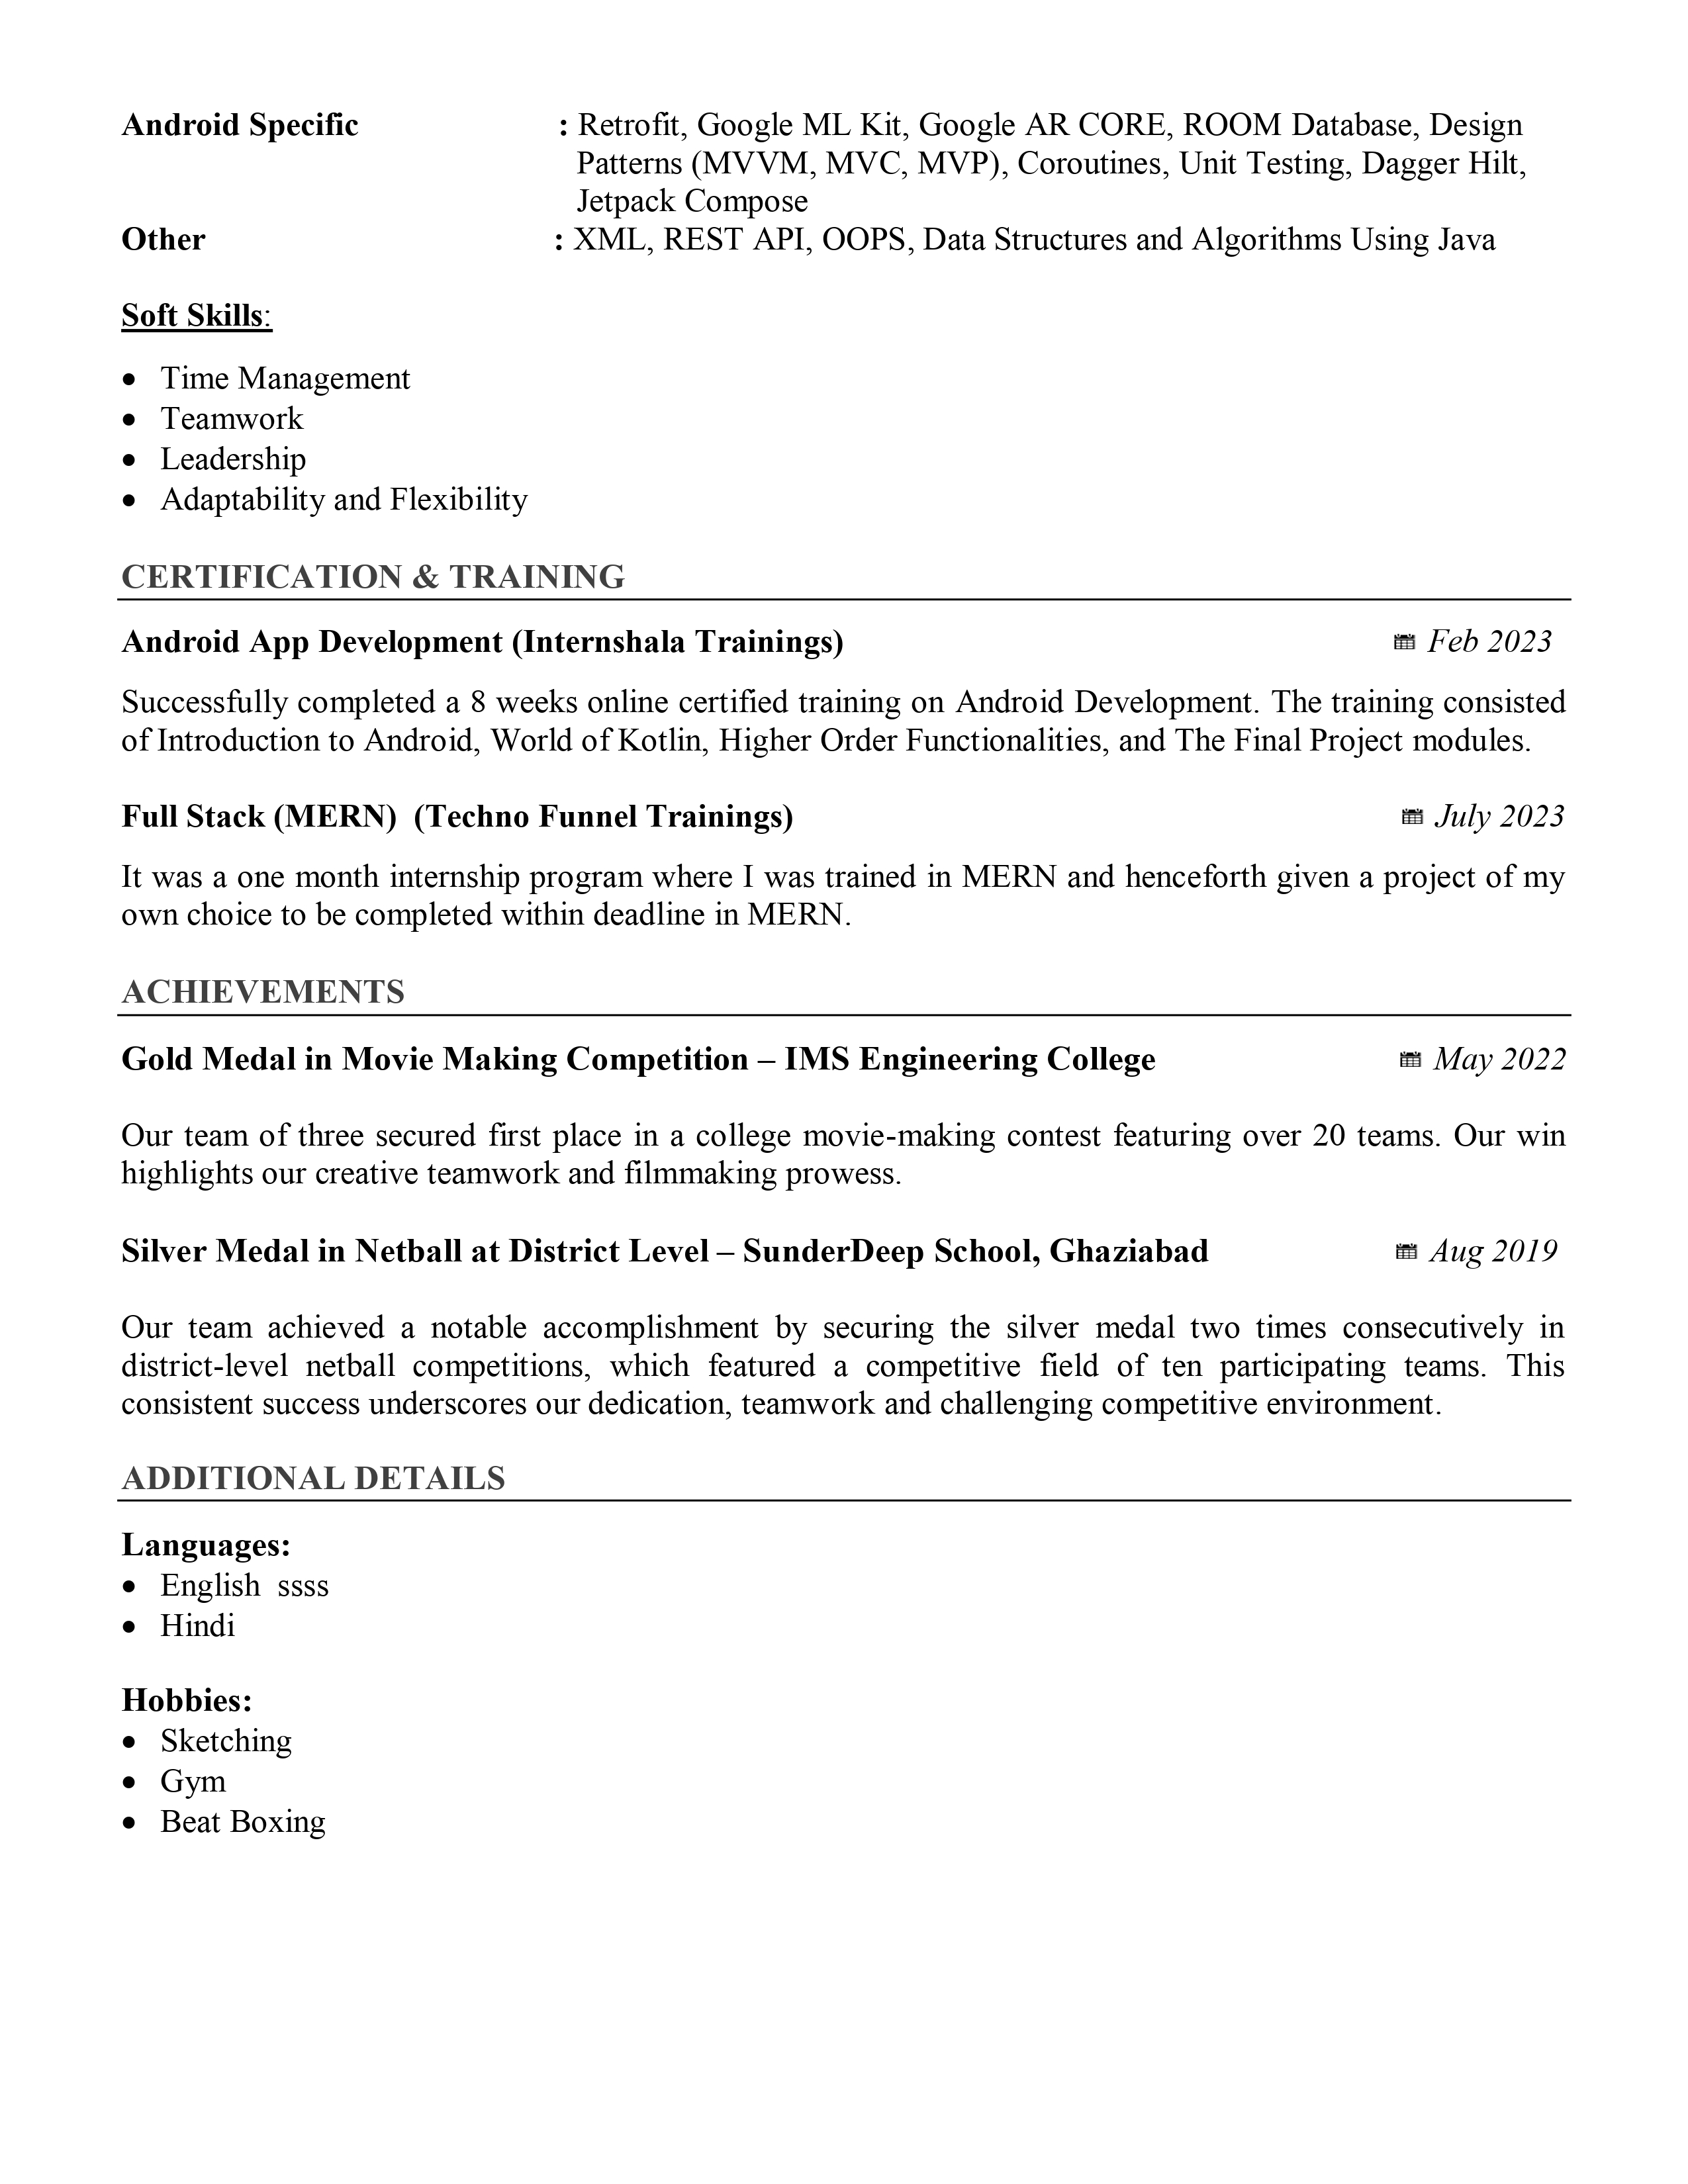 Android Specific : Retrofit, Google ML Kit, Google AR CORE, ROOM Database, Design
Patterns (MVVM, MVC, MVP), Coroutines, Unit Testing, Dagger Hilt,
Jetpack Compose
Other : XML, REST API, OOPS, Data Structures and Algorithms Using Java
Soft Skills:
• Time Management
• Teamwork
• Leadership
• Adaptability and Flexibility
CERTIFICATION & TRAINING
Android App Development (Internshala Trainings) Feb 2023
Successfully completed a 8 weeks online certified training on Android Development. The training consisted
of Introduction to Android, World of Kotlin, Higher Order Functionalities, and The Final Project modules.
Full Stack (MERN) (Techno Funnel Trainings) July 2023
It was a one month internship program where I was trained in MERN and henceforth given a project of my
own choice to be completed within deadline in MERN.
ACHIEVEMENTS
Gold Medal in Movie Making Competition – IMS Engineering College May 2022
Our team of three secured first place in a college movie-making contest featuring over 20 teams. Our win
highlights our creative teamwork and filmmaking prowess.
Silver Medal in Netball at District Level – SunderDeep School, Ghaziabad Aug 2019
Our team achieved a notable accomplishment by securing the silver medal two times consecutively in
district-level netball competitions, which featured a competitive field of ten participating teams. This
consistent success underscores our dedication, teamwork and challenging competitive environment.
ADDITIONAL DETAILS
Languages:
• English ssss
• Hindi
Hobbies:
• Sketching
• Gym
• Beat Boxing